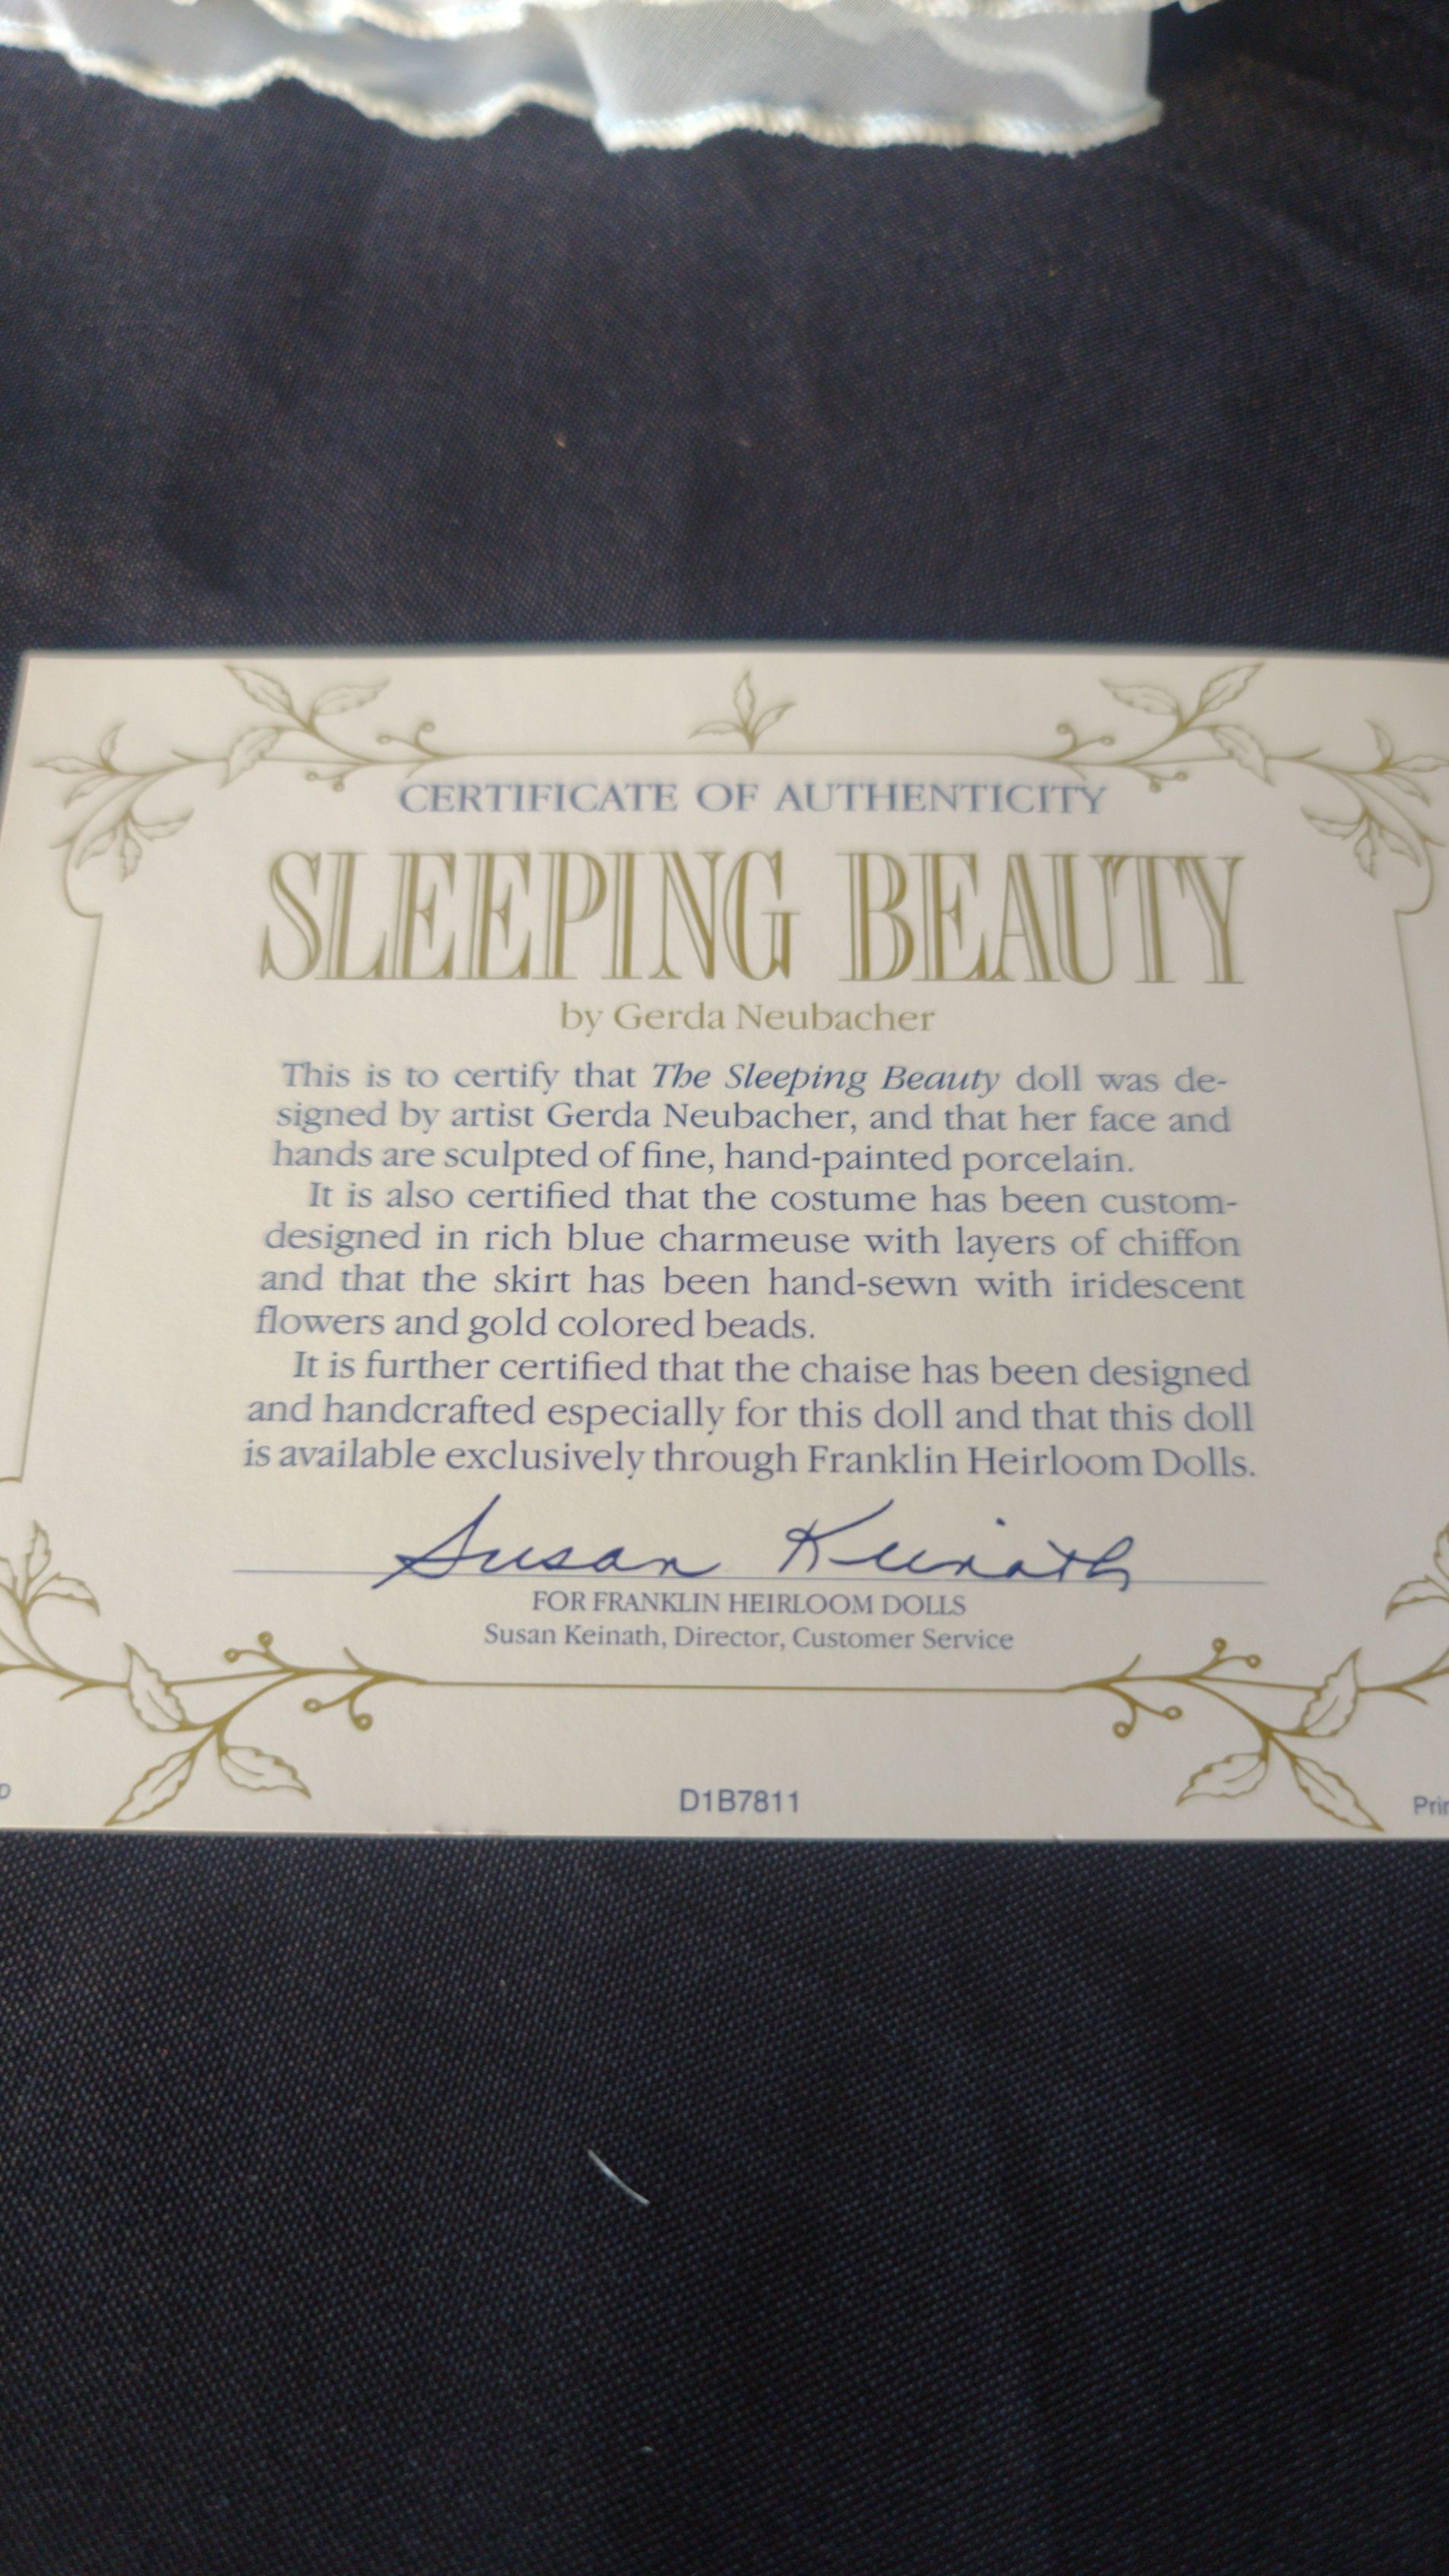 CERTIFICATE OF AUTHENTICITY
SLEEPING BEAUTY
by Gerda Neubacher
This is to certify that The Sleeping Beauty doll was de-
signed by artist Gerda Neubacher, and that her face and
hands are sculpted of fine, hand-painted porcelain.
It is also certified that the costume has been custom-
designed in rich blue charmeuse with layers of chiffon
and that the skirt has been hand-sewn with iridescent
flowers and gold colored beads.
It is further certified that the chaise has been designed
and handcrafted especially for this doll and that this doll
is available exclusively through Franklin Heirloom Dolls.
Susan Keinath
FOR FRANKLIN HEIRLOOM DOLLS
Susan Keinath, Director, Customer Service
D1B7811